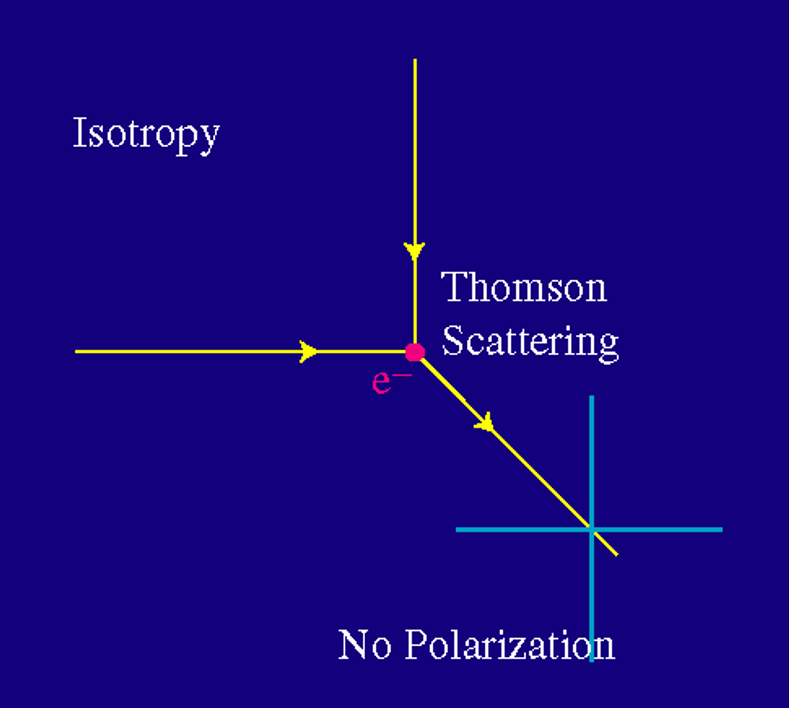 Isotropy
Thomson
Scattering
e−
No Polarization